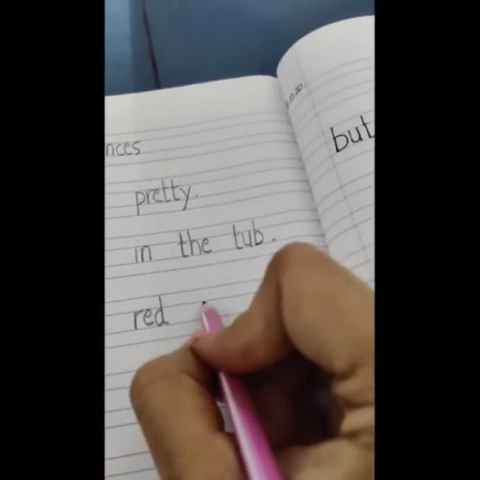 nces
pretty.
in the tub.
red
but